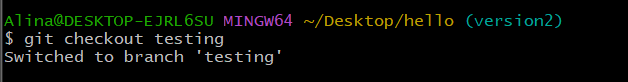 Alina@DESKTOP-EJRL6SU MINGW64 ~/Desktop/hello (version2)
$ git checkout testing
Switched to branch 'testing'